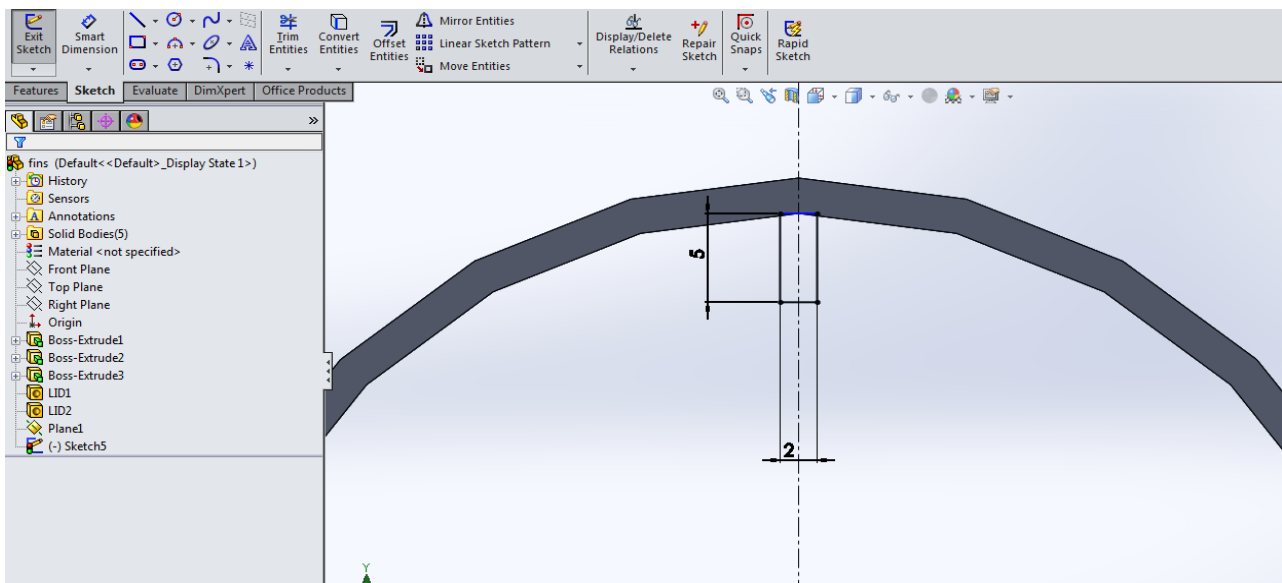 Exit Sketch
Smart Dimension
Trim Entities
Convert Entities
Offset Entities
Mirror Entities
Linear Sketch Pattern
Move Entities
Display/Delete Relations
Repair Sketch
Quick Snaps
Rapid Sketch
Features Sketch Evaluate DimXpert Office Products
fins (Default<<Default>_Display State 1>)
History
Sensors
Annotations
Solid Bodies(5)
Material <not specified>
Front Plane
Top Plane
Right Plane
Origin
Boss-Extrude1
Boss-Extrude2
Boss-Extrude3
LID1
LID2
Plane1
(-) Sketch5
5
2
Y